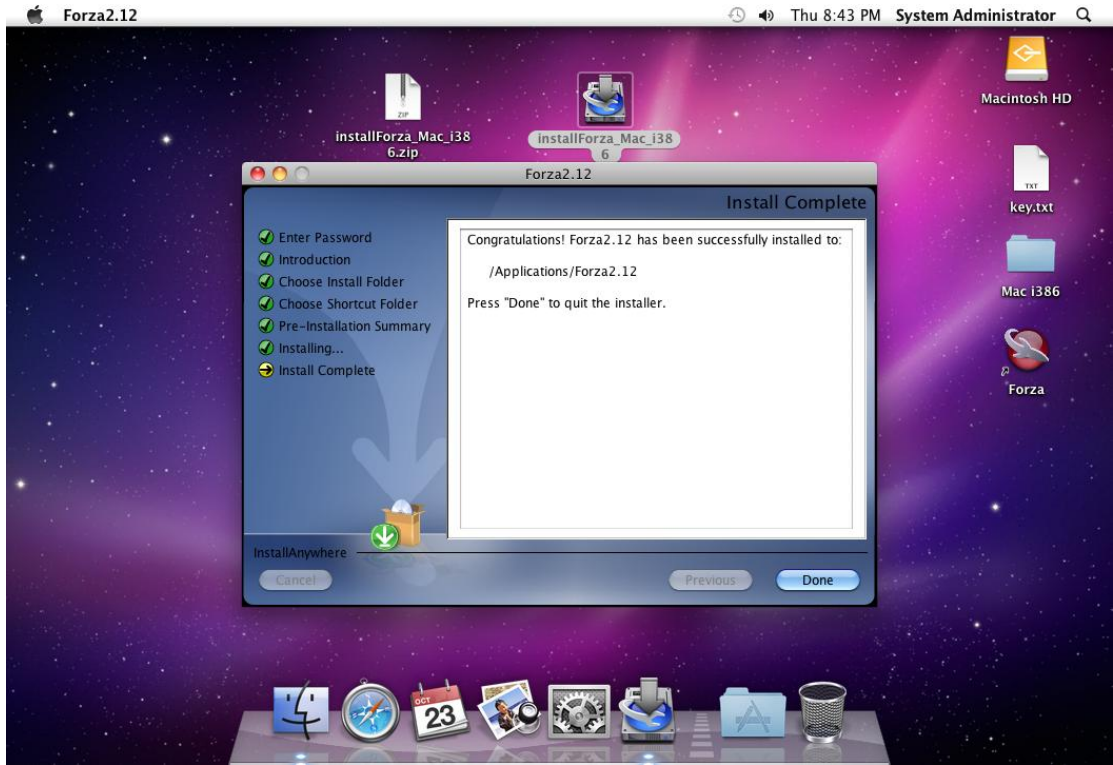 Forza2.12
Thu 8:43 PM System Administrator
ZIP
installForza_Mac_i38
6.zip
installForza_Mac_i38
6
Macintosh HD
TXT
key.txt
Mac i386
Forza
Forza2.12
Install Complete
Enter Password
Introduction
Choose Install Folder
Choose Shortcut Folder
Pre-Installation Summary
Installing...
Install Complete
Congratulations! Forza2.12 has been successfully installed to:
/Applications/Forza2.12
Press "Done" to quit the installer.
InstallAnywhere
Cancel
Previous
Done
OCT
23